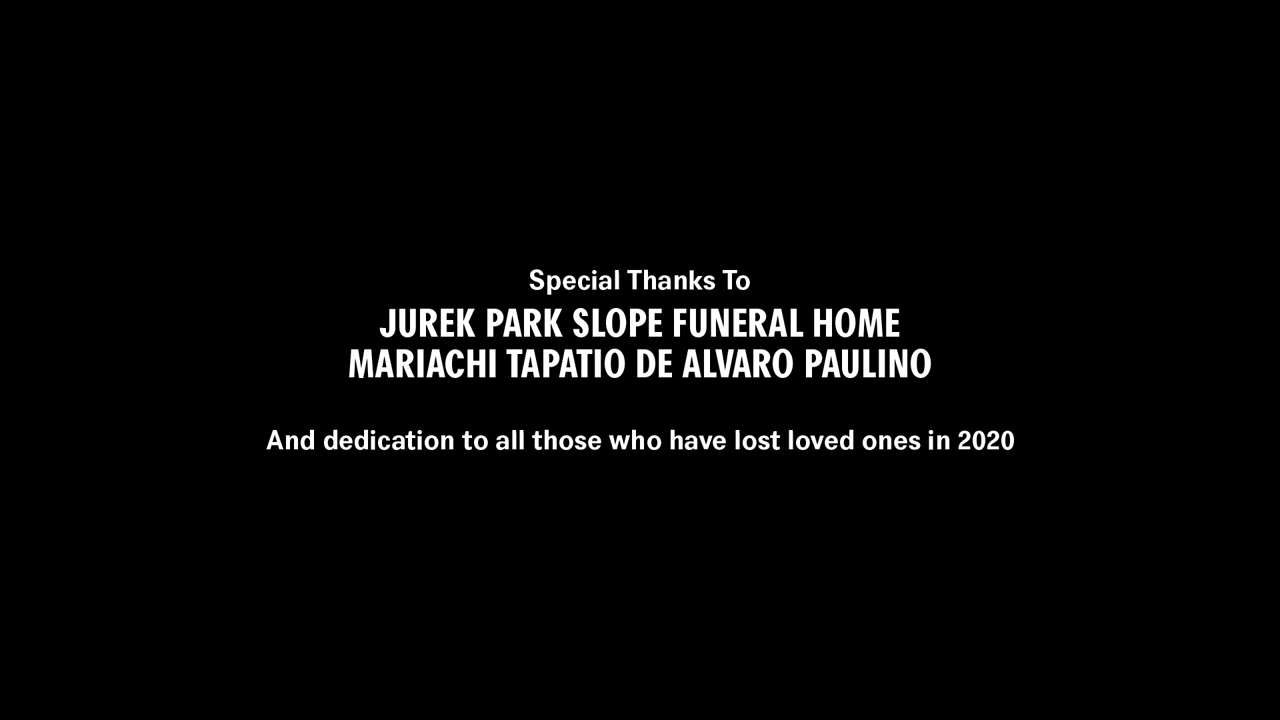 Special Thanks To
JUREK PARK SLOPE FUNERAL HOME
MARIACHI TAPATIO DE ALVARO PAULINO
And dedication to all those who have lost loved ones in 2020